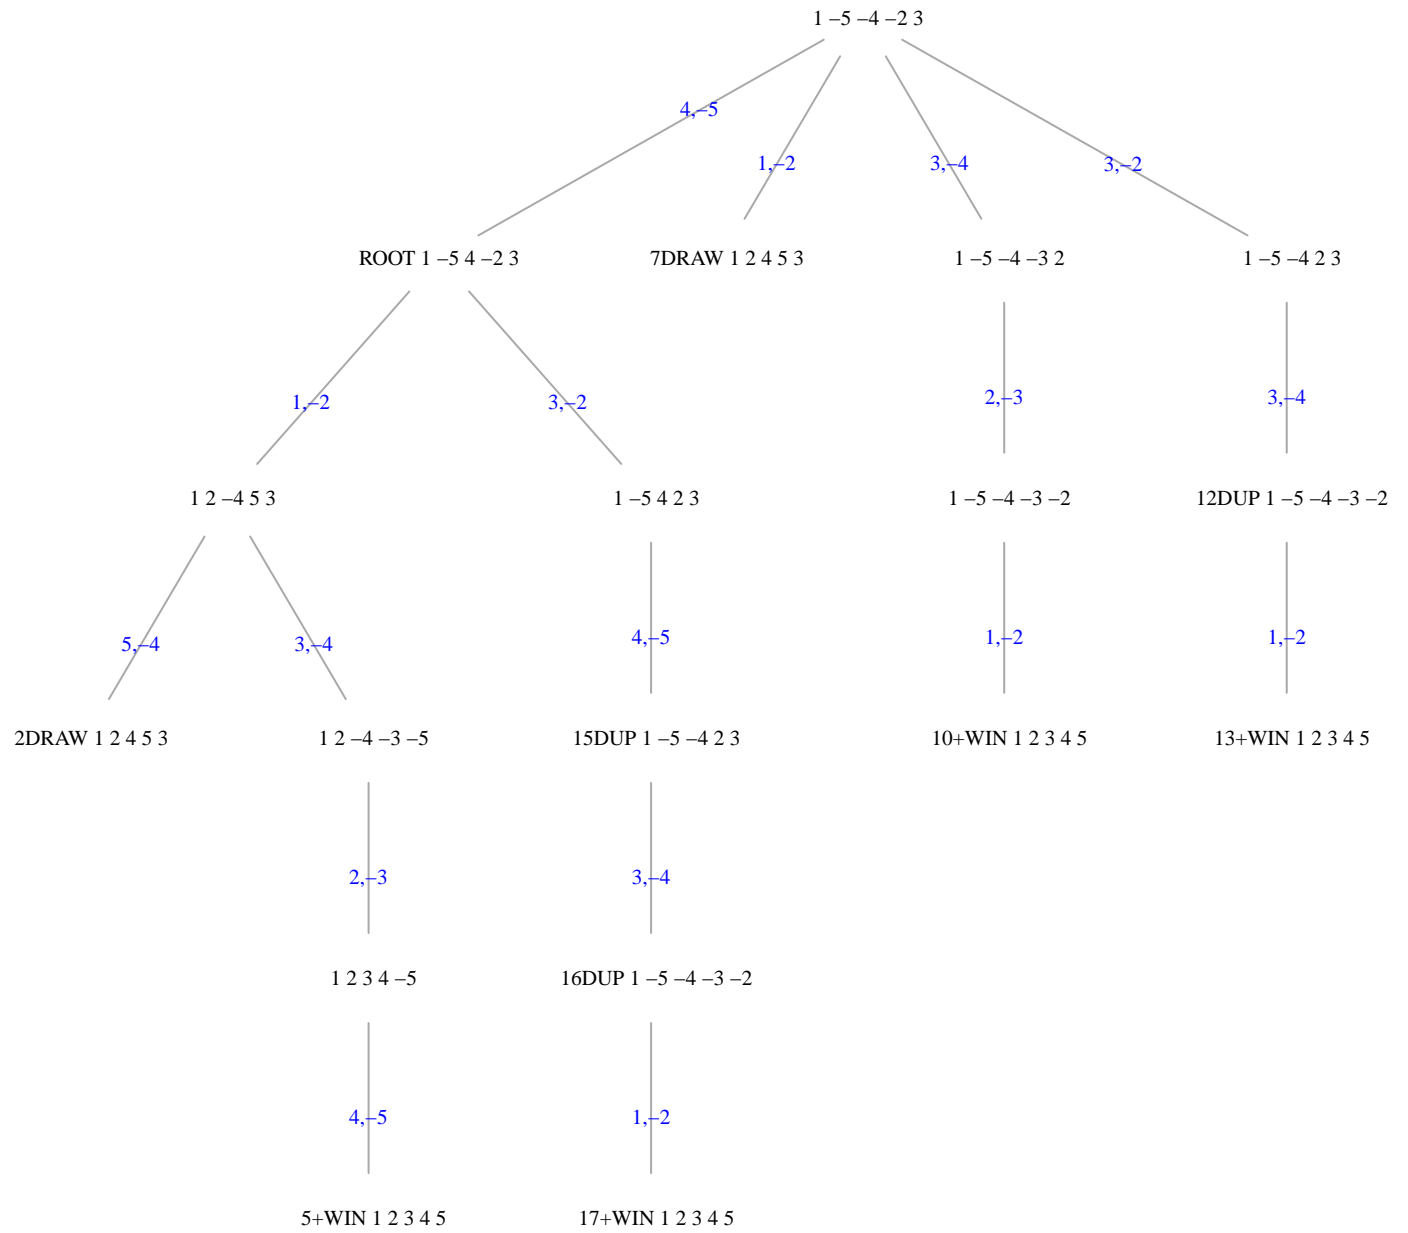 1 –5 –4 –2 3
4,–5
1,–2
3,–4
3,–2
ROOT 1 –5 4 –2 3
7DRAW 1 2 4 5 3
1 –5 –4 –3 2
1 –5 –4 2 3
1,–2
3,–2
2,–3
3,–4
1 2 –4 5 3
1 –5 4 2 3
1 –5 –4 –3 –2
12DUP 1 –5 –4 –3 –2
5,–4
3,–4
4,–5
1,–2
1,–2
2DRAW 1 2 4 5 3
1 2 –4 –3 –5
15DUP 1 –5 –4 2 3
10+WIN 1 2 3 4 5
13+WIN 1 2 3 4 5
2,–3
3,–4
1 2 3 4 –5
16DUP 1 –5 –4 –3 –2
4,–5
1,–2
5+WIN 1 2 3 4 5
17+WIN 1 2 3 4 5